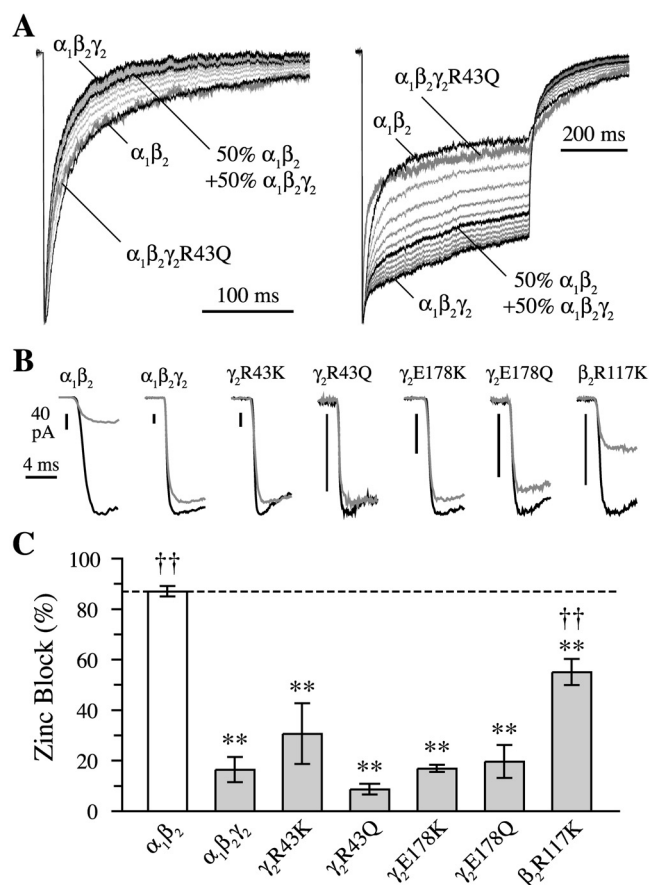 A
α₁β₂γ₂
α₁β₂
50% α₁β₂
+50% α₁β₂γ₂
α₁β₂γ₂R43Q
100 ms
α₁β₂γ₂R43Q
α₁β₂
200 ms
50% α₁β₂
+50% α₁β₂γ₂
α₁β₂γ₂
B
α₁β₂
α₁β₂γ₂
γ₂R43K
γ₂R43Q
γ₂E178K
γ₂E178Q
β₂R117K
40
pA
4 ms
C
Zinc Block (%)
100
80
60
40
20
0
††
**
**
**
**
**
††
**
α₁β₂
α₁β₂γ₂
γ₂R43K
γ₂R43Q
γ₂E178K
γ₂E178Q
β₂R117K